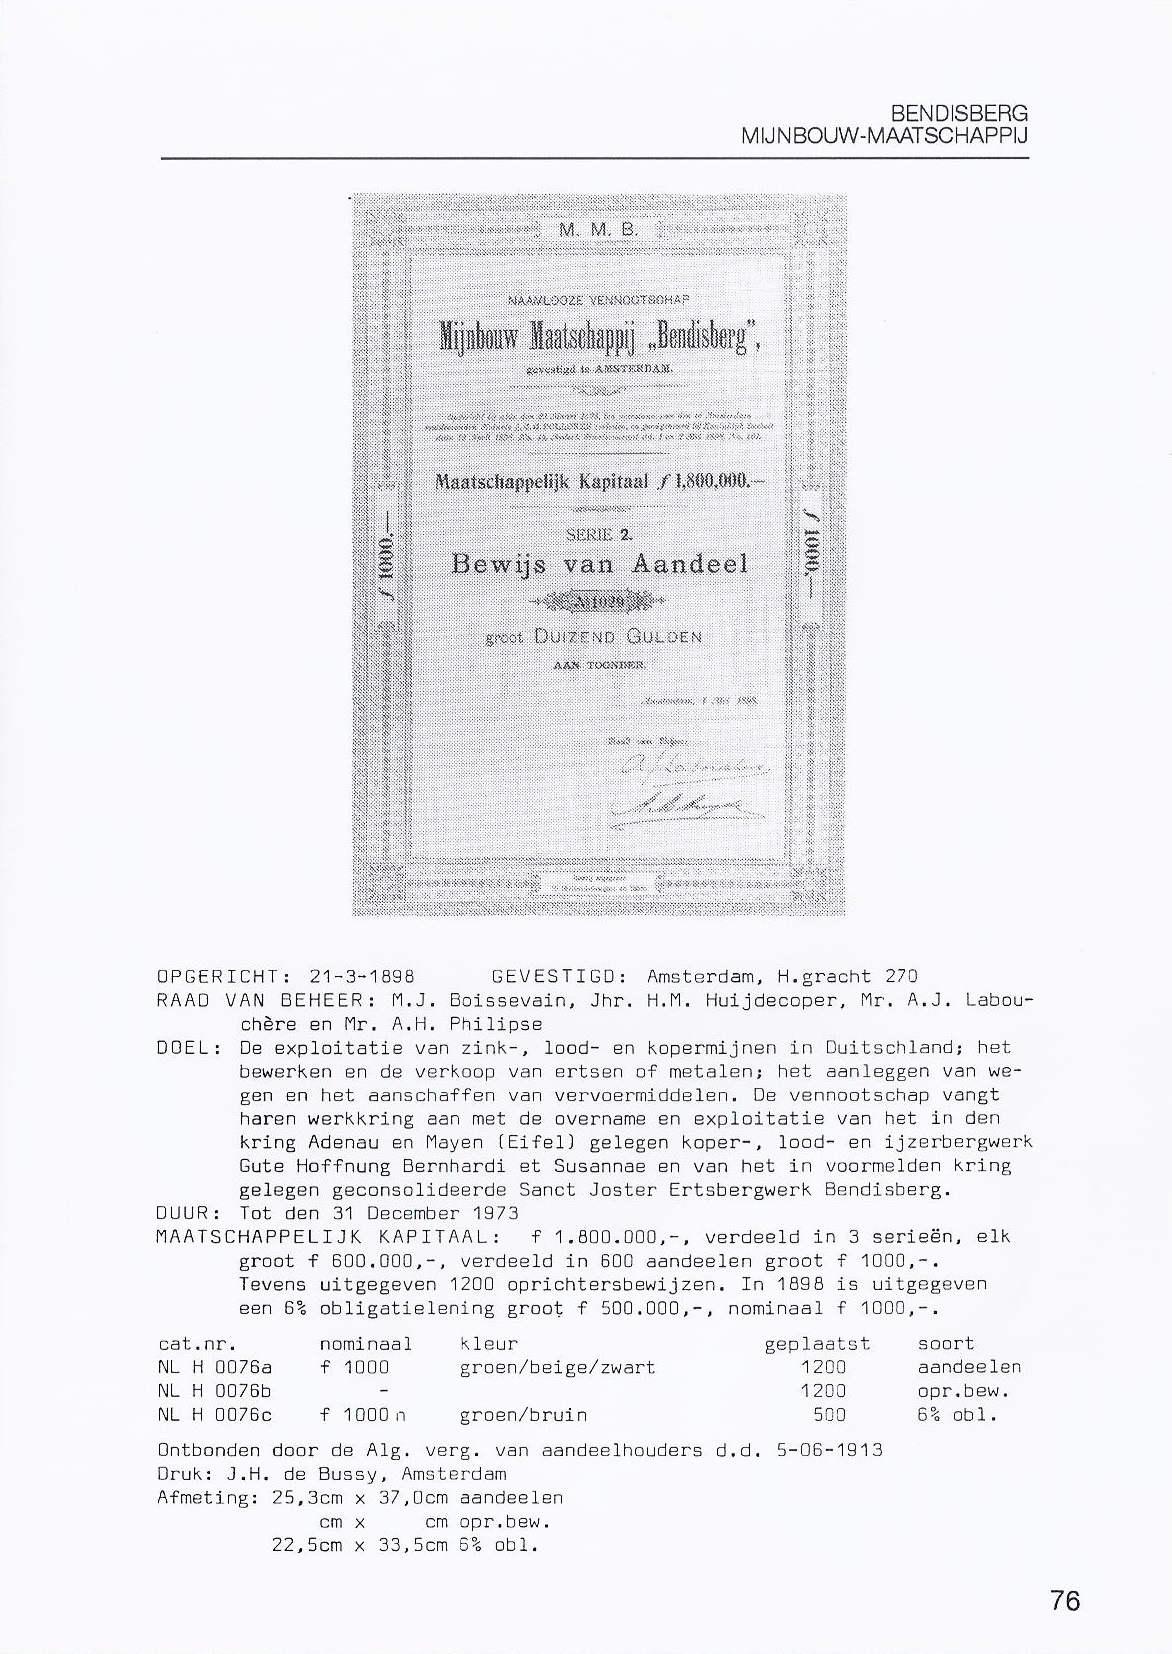 BENDISBERG
MIJNBOUW-MAATSCHAPPIJ
M. M. B.
NAAMLOOZE VENNOOTSCHAP
Mijnbouw Maatschappij „Bendisberg",
gevestigd te AMSTERDAM.
Maatschappelijk Kapitaal ƒ 1,800,000.—
SERIE 2.
Bewijs van Aandeel
groot DUIZEND GULDEN
AAN TOONDER.
ƒ 1000.—
ƒ 1000.—
OPGERICHT: 21-3-1898 GEVESTIGD: Amsterdam, H.gracht 270
RAAD VAN BEHEER: M.J. Boissevain, Jhr. H.M. Huijdecoper, Mr. A.J. Labou-
chère en Mr. A.H. Philipse
DOEL: De exploitatie van zink-, lood- en kopermijnen in Duitschland; het
bewerken en de verkoop van ertsen of metalen; het aanleggen van we-
gen en het aanschaffen van vervoermiddelen. De vennootschap vangt
haren werkkring aan met de overname en exploitatie van het in den
kring Adenau en Mayen (Eifel) gelegen koper-, lood- en ijzerbergwerk
Gute Hoffnung Bernhardi et Susannae en van het in voormelden kring
gelegen geconsolideerde Sanct Joster Ertsbergwerk Bendisberg.
DUUR: Tot den 31 December 1973
MAATSCHAPPELIJK KAPITAAL: f 1.800.000,-, verdeeld in 3 serieën, elk
groot f 600.000,-, verdeeld in 600 aandeelen groot f 1000,-.
Tevens uitgegeven 1200 oprichtersbewijzen. In 1898 is uitgegeven
een 6% obligatielening groot f 500.000,-, nominaal f 1000,-.
cat.nr. nominaal kleur geplaatst soort
NL H 0076a f 1000 groen/beige/zwart 1200 aandeelen
NL H 0076b - 1200 opr.bew.
NL H 0076c f 1000 n groen/bruin 500 6% obl.
Ontbonden door de Alg. verg. van aandeelhouders d.d. 5-06-1913
Druk: J.H. de Bussy, Amsterdam
Afmeting: 25,3cm x 37,0cm aandeelen
cm x cm opr.bew.
22,5cm x 33,5cm 6% obl.
76